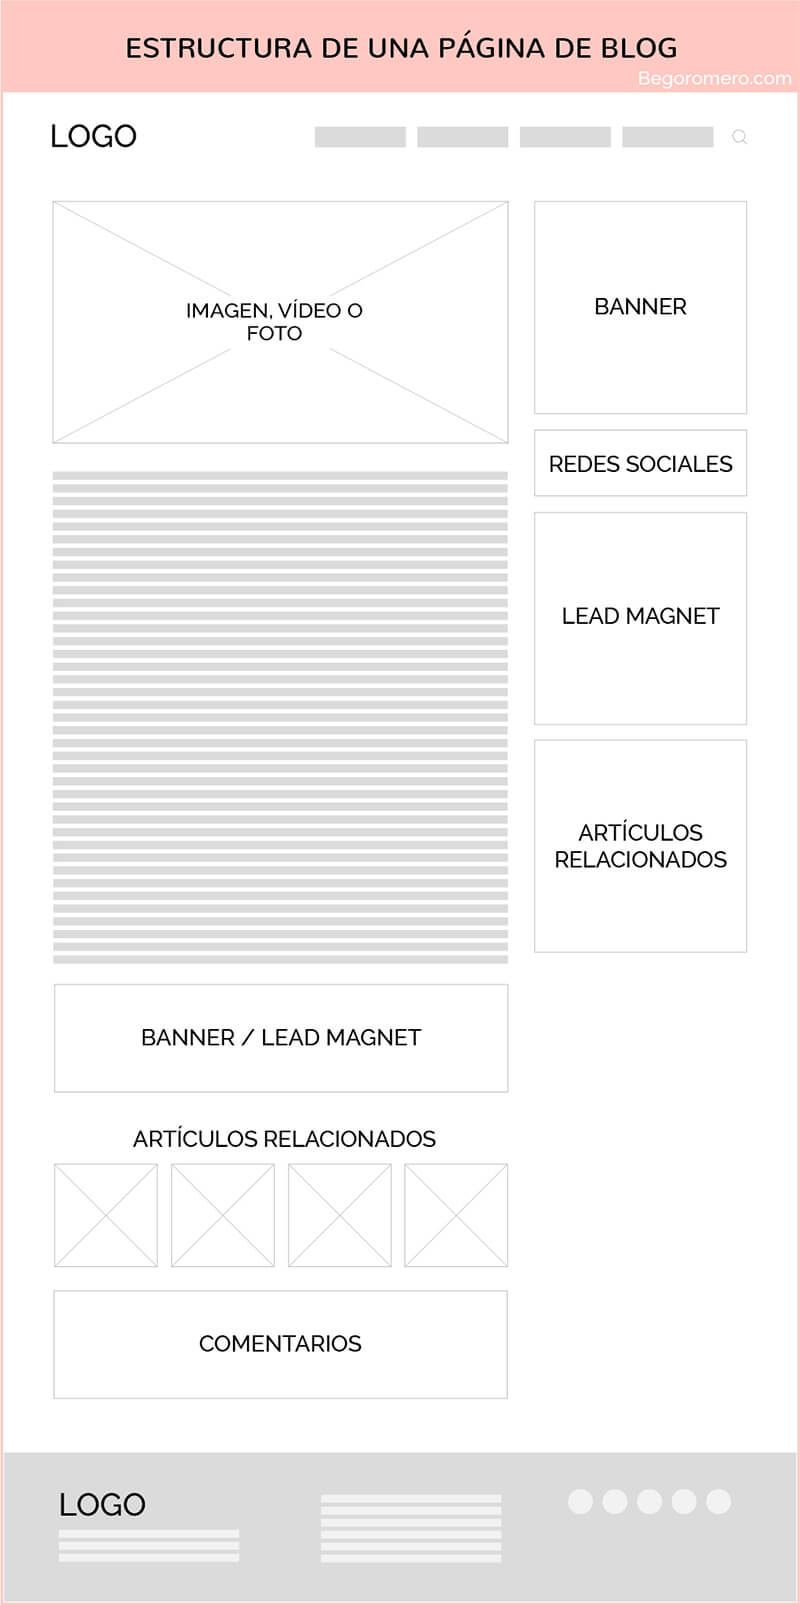 ESTRUCTURA DE UNA PÁGINA DE BLOG
Begoromero.com
LOGO
IMAGEN, VÍDEO O
FOTO
BANNER
REDES SOCIALES
LEAD MAGNET
ARTÍCULOS
RELACIONADOS
BANNER / LEAD MAGNET
ARTÍCULOS RELACIONADOS
COMENTARIOS
LOGO